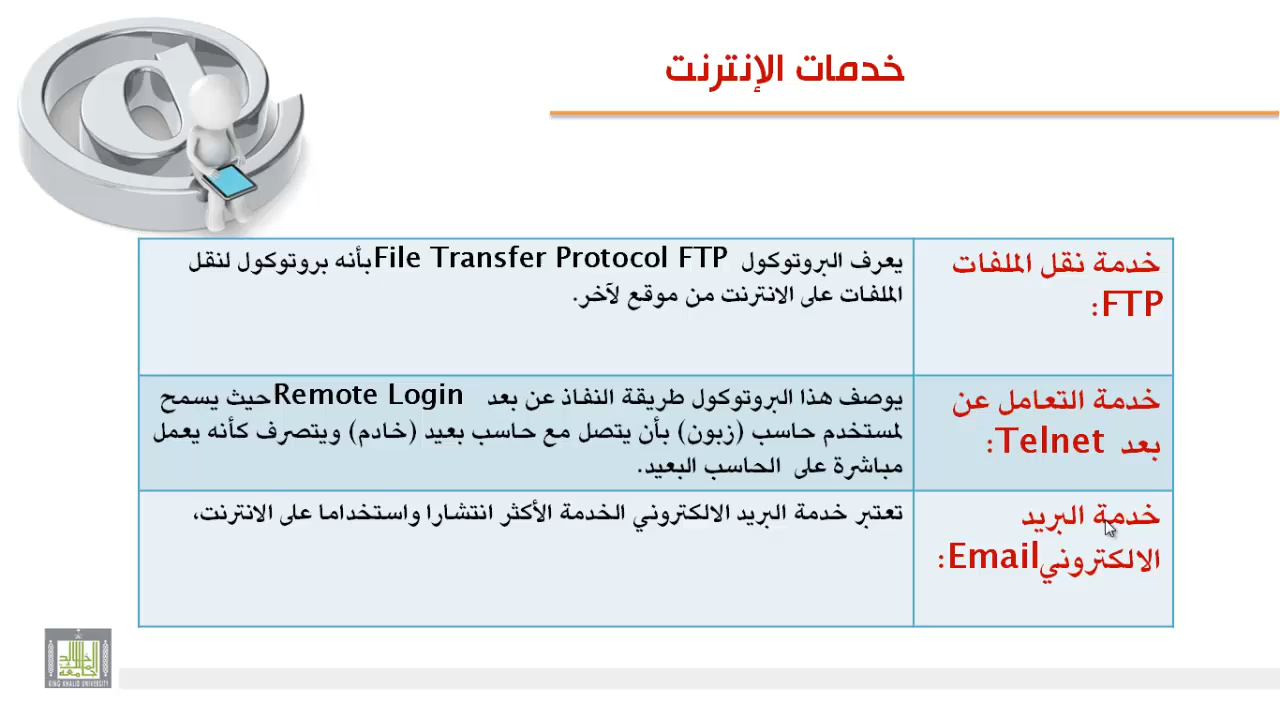 خدمات الإنترنت
خدمة نقل الملفات
FTP:
يعرف البروتوكول File Transfer Protocol FTP بأنه بروتوكول لنقل
الملفات على الانترنت من موقع لآخر.
خدمة التعامل عن
بعد Telnet:
يوصف هذا البروتوكول طريقة النفاذ عن بعد Remote Login حيث يسمح
لمستخدم حاسب (زبون) بأن يتصل مع حاسب بعيد (خادم) ويتصرف كأنه يعمل
مباشرة على الحاسب البعيد.
خدمة البريد
الالكتروني Email:
تعتبر خدمة البريد الالكتروني الخدمة الأكثر انتشارا واستخداما على الانترنت،
KING KHALID UNIVERSITY